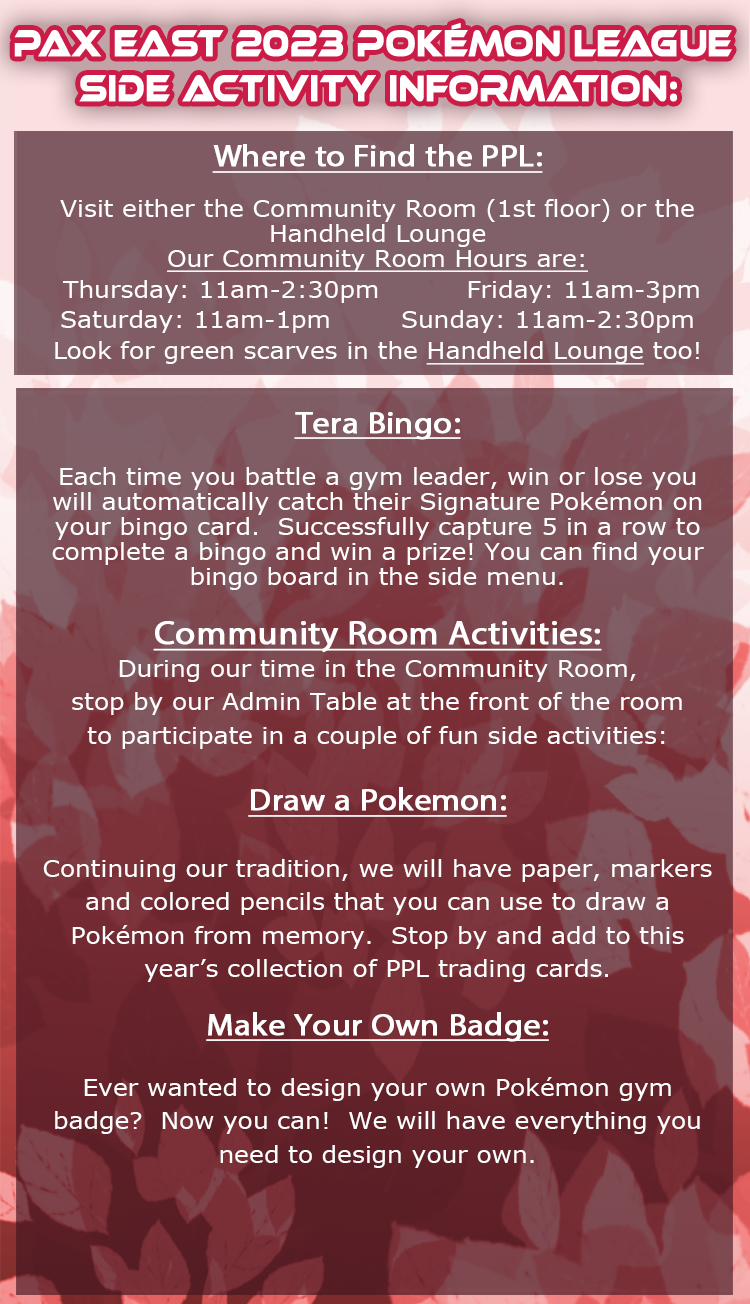 PAX EAST 2023 POKÉMON LEAGUE
SIDE ACTIVITY INFORMATION:
Where to Find the PPL:
Visit either the Community Room (1st floor) or the
Handheld Lounge
Our Community Room Hours are:
Thursday: 11am-2:30pm Friday: 11am-3pm
Saturday: 11am-1pm Sunday: 11am-2:30pm
Look for green scarves in the Handheld Lounge too!
Tera Bingo:
Each time you battle a gym leader, win or lose you
will automatically catch their Signature Pokémon on
your bingo card. Successfully capture 5 in a row to
complete a bingo and win a prize! You can find your
bingo board in the side menu.
Community Room Activities:
During our time in the Community Room,
stop by our Admin Table at the front of the room
to participate in a couple of fun side activities:
Draw a Pokemon:
Continuing our tradition, we will have paper, markers
and colored pencils that you can use to draw a
Pokémon from memory. Stop by and add to this
year’s collection of PPL trading cards.
Make Your Own Badge:
Ever wanted to design your own Pokémon gym
badge? Now you can! We will have everything you
need to design your own.